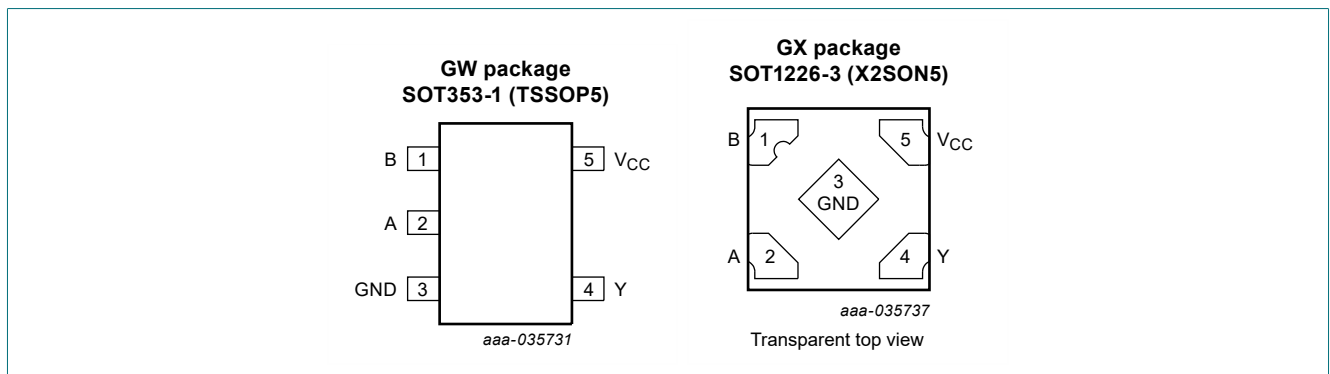 GW package
SOT353-1 (TSSOP5)
B 1
5 VCC
A 2
GND 3
4 Y
aaa-035731
GX package
SOT1226-3 (X2SON5)
B 1
5 VCC
3
GND
A 2
4 Y
aaa-035737
Transparent top view